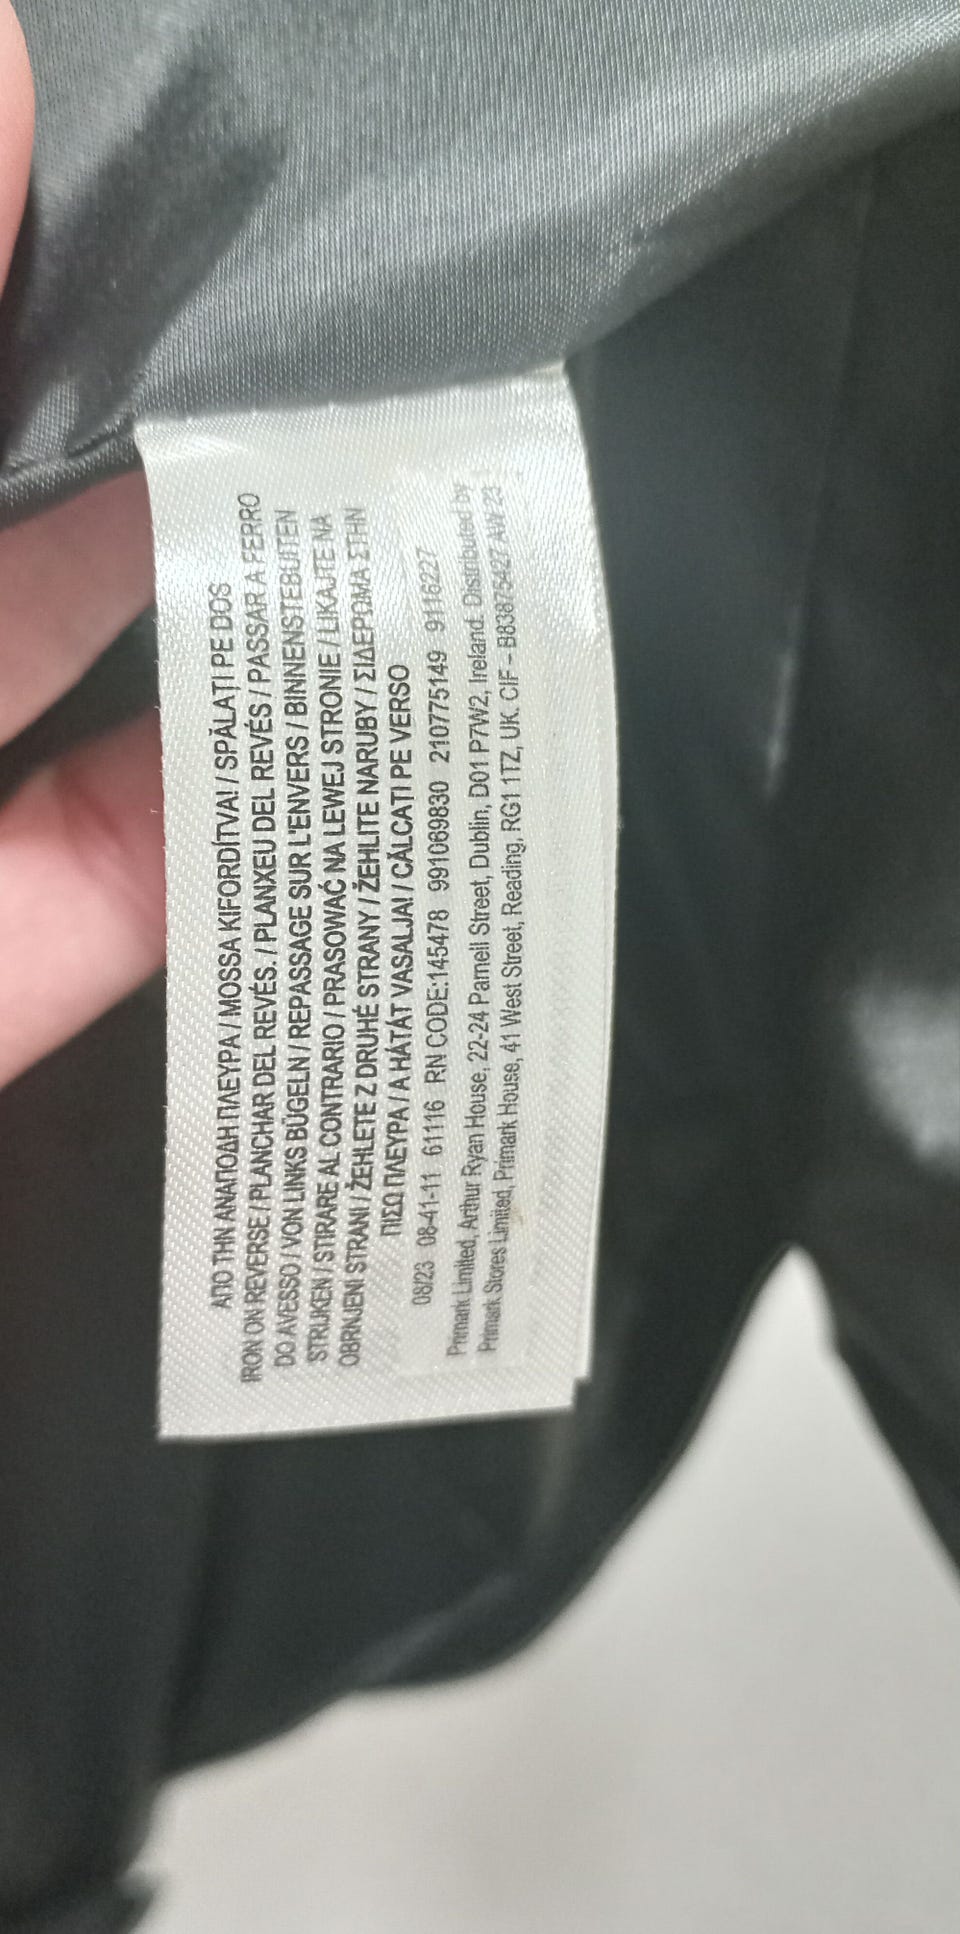 ΑΠΟ ΤΗΝ ΑΝΑΠΟΔΗ ΠΛΕΥΡΑ / MOSSA KIFORDÍTVA! / SPĂLAȚI PE DOS
IRON ON REVERSE / PLANCHAR DEL REVÉS. / PLANXEU DEL REVÉS / PASSAR A FERRO
DO AVESSO / VON LINKS BÜGELN / REPASSAGE SUR L'ENVERS / BINNENSTEBUITEN
STRIJKEN / STIRARE AL CONTRARIO / PRASOWAĆ NA LEWEJ STRONIE / LIKAJTE NA
OBRNJENI STRANI / ŽEHLETE Z DRUHÉ STRANY / ŽEHLITE NARUBY / ΣΙΔΕΡΩΜΑ ΣΤΗΝ
ΠΙΣΩ ΠΛΕΥΡΑ / A HÁTÁT VASALJA! / CĂLCAȚI PE VERSO
08/23 08-41-11 61116 RN CODE:145478 991069830 210775149 9116227
Primark Limited, Arthur Ryan House, 22-24 Parnell Street, Dublin, D01 P7W2, Ireland. Distributed by
Primark Stores Limited, Primark House, 41 West Street, Reading, RG1 1TZ, UK. CIF - B83875427 AW 23